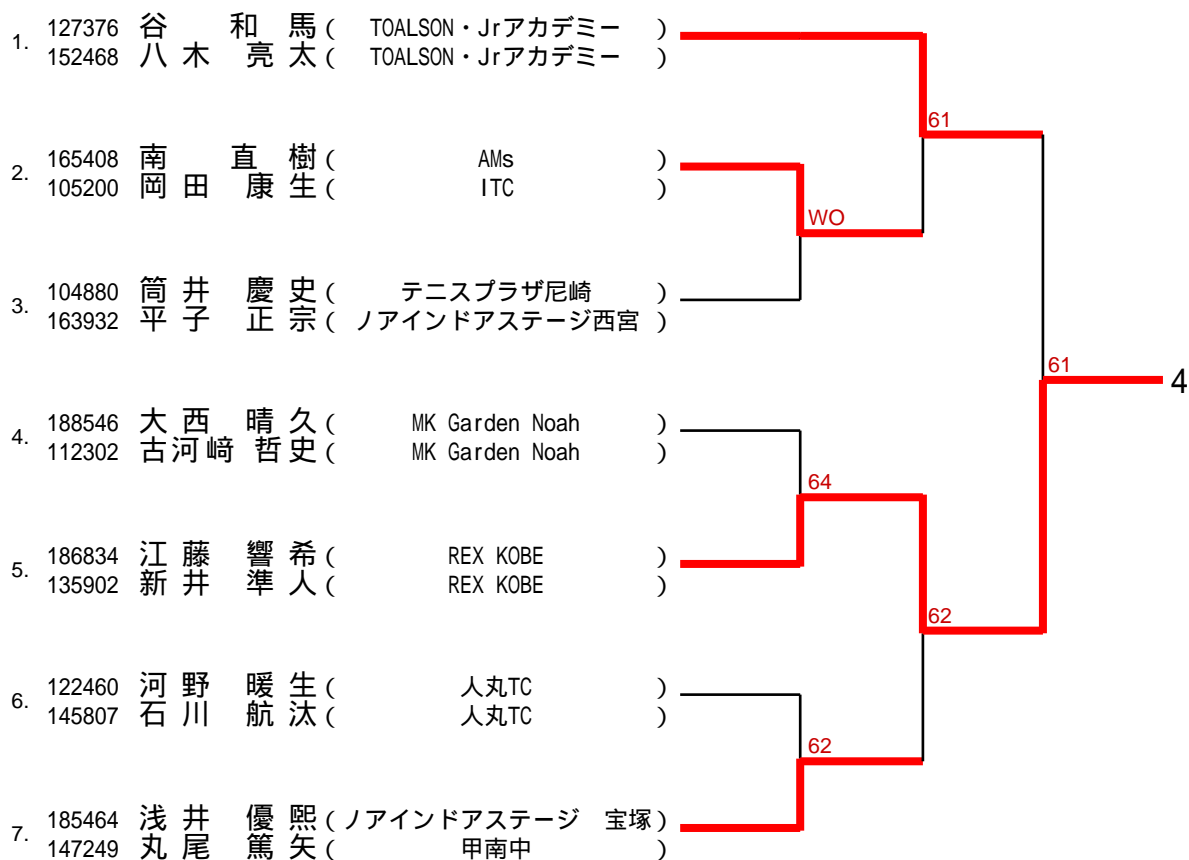 1. 127376 谷 和 馬 ( TOALSON・Jrアカデミー )
152468 八 木 亮 太 ( TOALSON・Jrアカデミー )
61
2. 165408 南 直 樹 ( AMs )
105200 岡 田 康 生 ( ITC )
WO
3. 104880 筒 井 慶 史 ( テニスプラザ尼崎 )
163932 平 子 正 宗 ( ノアインドアステージ西宮 )
61
4
4. 188546 大 西 晴 久 ( MK Garden Noah )
112302 古河﨑 哲 史 ( MK Garden Noah )
64
5. 186834 江 藤 響 希 ( REX KOBE )
135902 新 井 準 人 ( REX KOBE )
62
6. 122460 河 野 暖 生 ( 人丸TC )
145807 石 川 航 汰 ( 人丸TC )
62
7. 185464 浅 井 優 熙 ( ノアインドアステージ 宝塚 )
147249 丸 尾 篤 矢 ( 甲南中 )